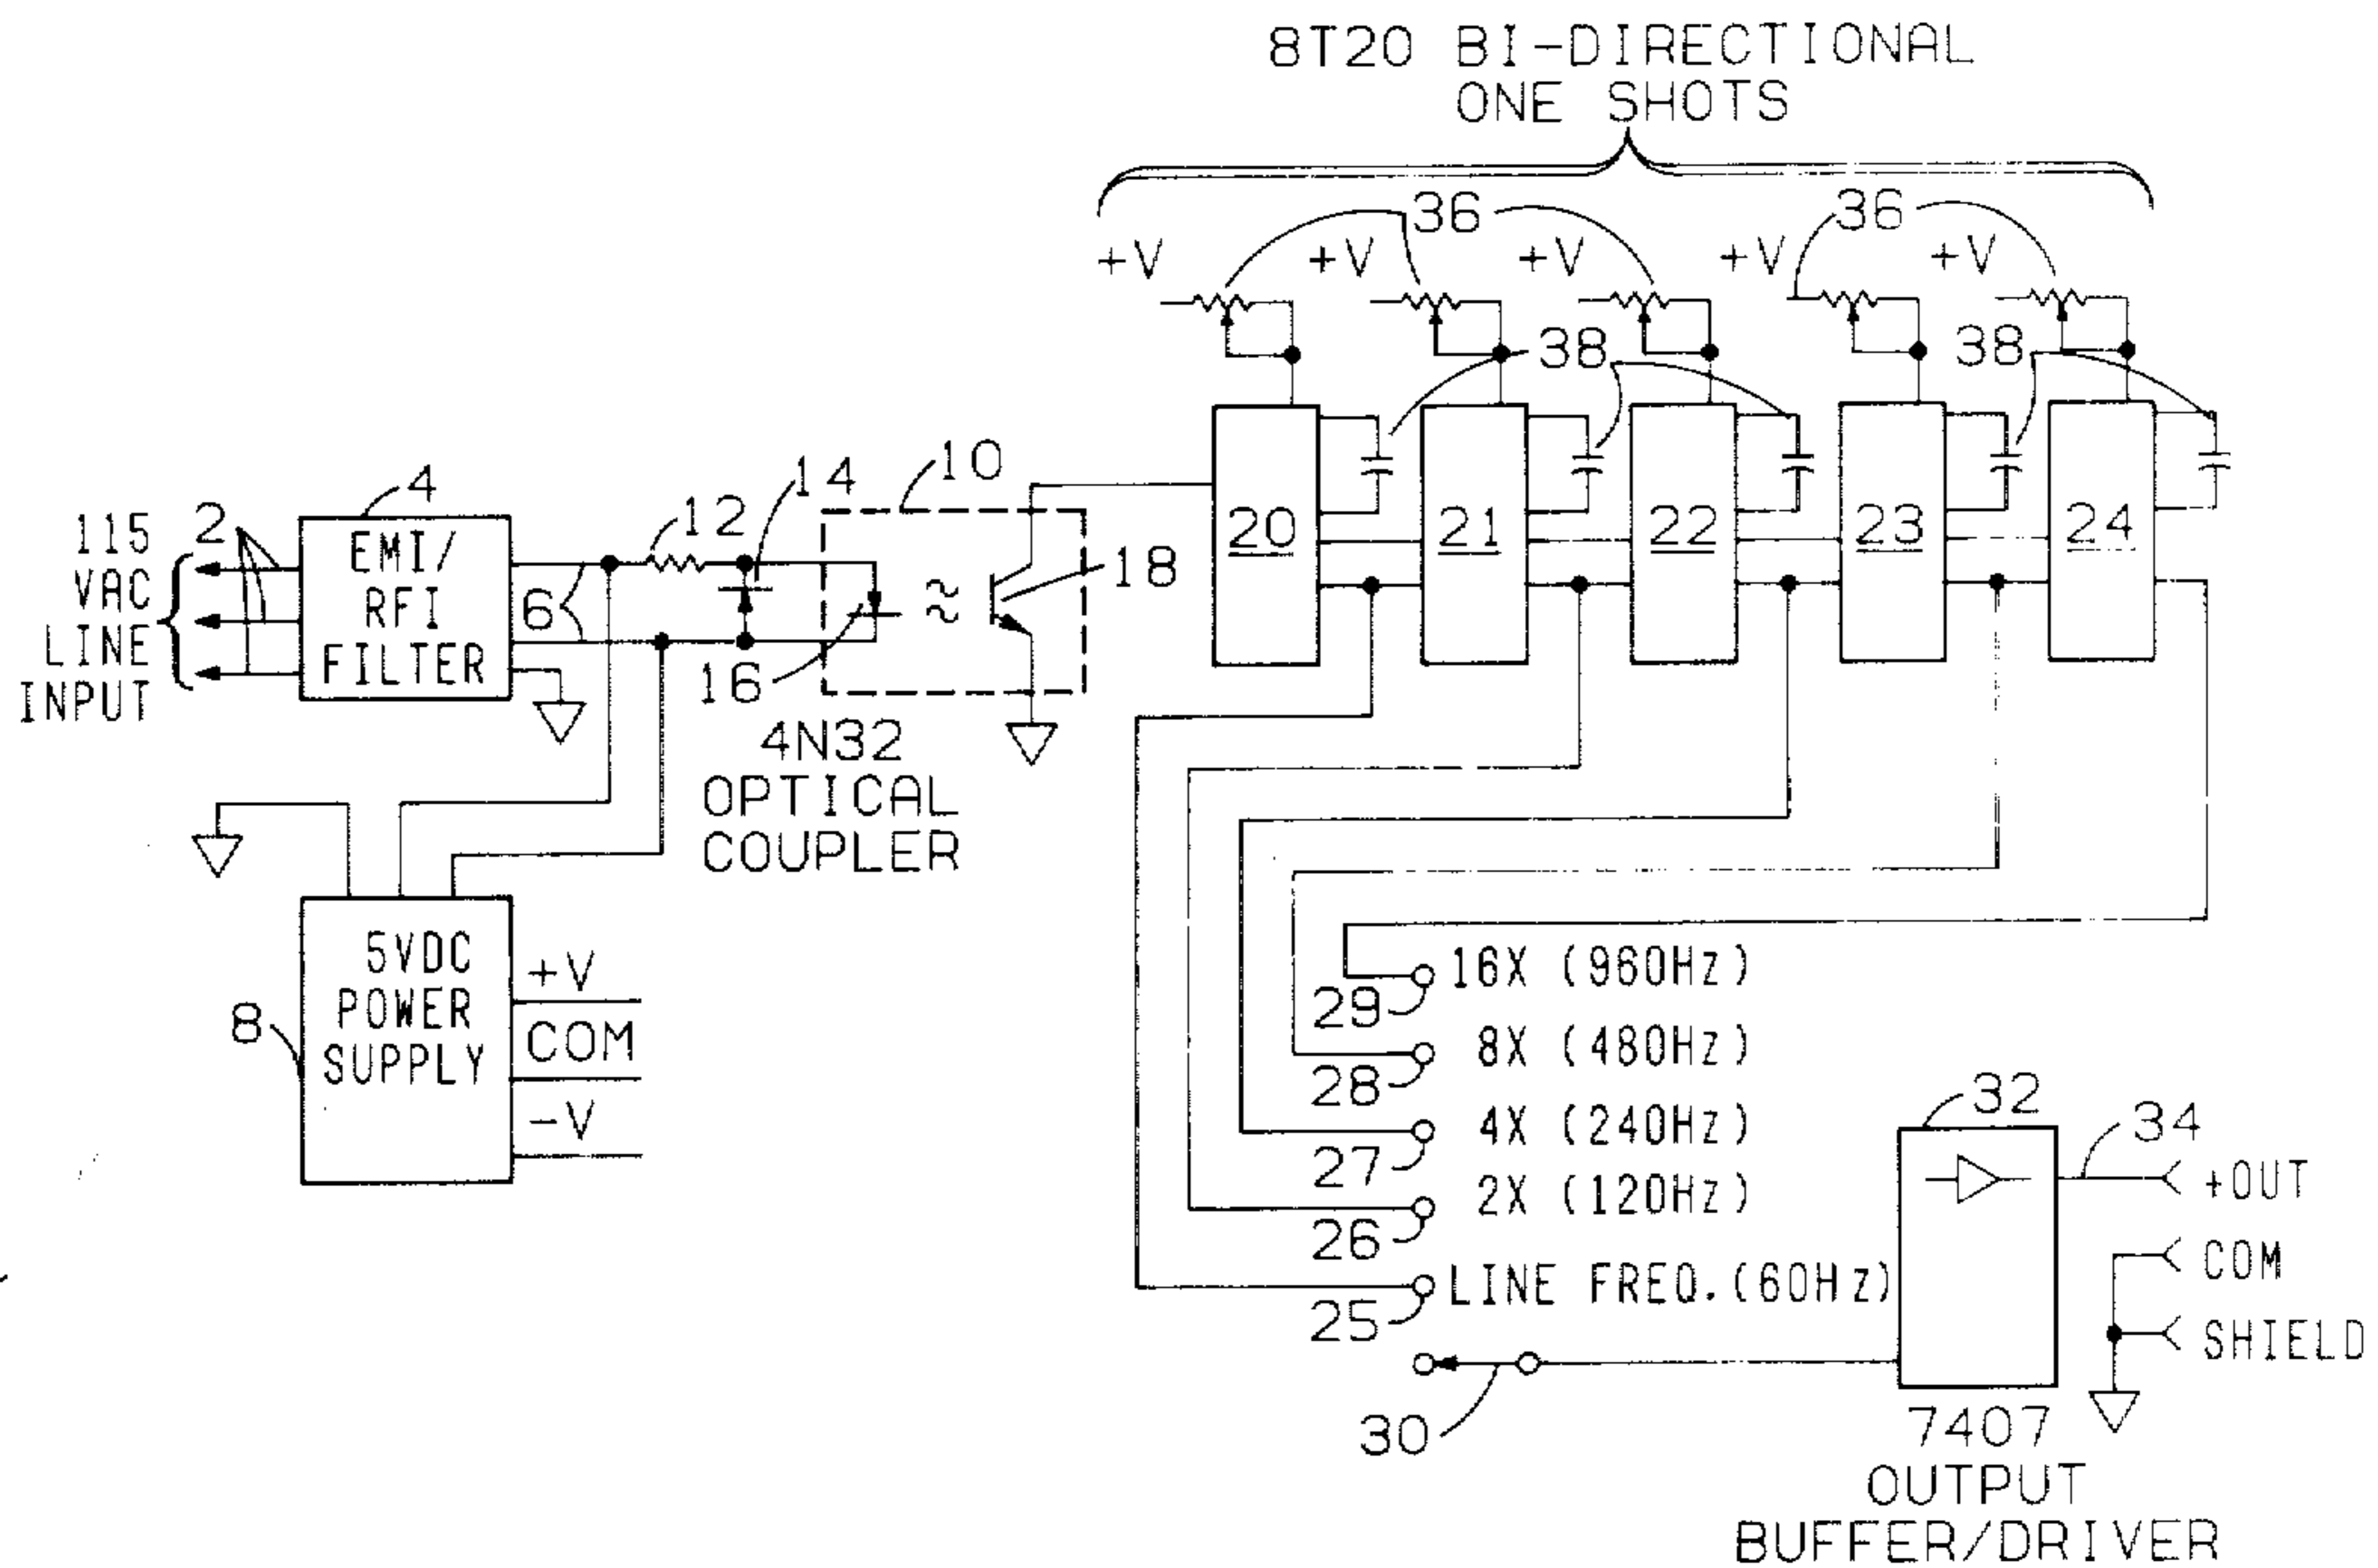 8T20 BI-DIRECTIONAL
ONE SHOTS
36
36
+V
+V
+V
+V
+V
38
38
10
14
4
12
2
115
VAC
LINE
INPUT
EMI/
RFI
FILTER
6
16
18
20
21
22
23
24
4N32
OPTICAL
COUPLER
5VDC
POWER
SUPPLY
8
+V
COM
-V
16X (960Hz)
29
8X (480Hz)
28
4X (240Hz)
27
2X (120Hz)
26
LINE FREQ.(60Hz)
25
30
32
34
+OUT
COM
SHIELD
7407
OUTPUT
BUFFER/DRIVER